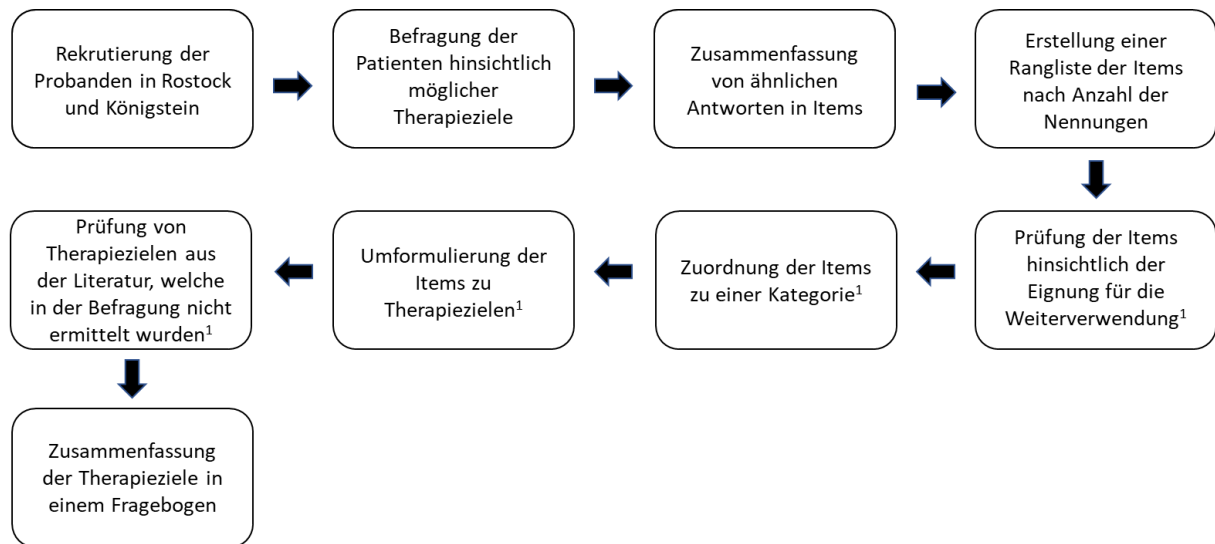 Rekrutierung der
Probanden in Rostock
und Königstein
Befragung der
Patienten hinsichtlich
möglicher
Therapieziele
Zusammenfassung
von ähnlichen
Antworten in Items
Erstellung einer
Rangliste der Items
nach Anzahl der
Nennungen
Prüfung der Items
hinsichtlich der
Eignung für die
Weiterverwendung¹
Zuordnung der Items
zu einer Kategorie¹
Umformulierung der
Items zu
Therapiezielen¹
Prüfung von
Therapiezielen aus
der Literatur, welche
in der Befragung nicht
ermittelt wurden¹
Zusammenfassung
der Therapieziele in
einem Fragebogen